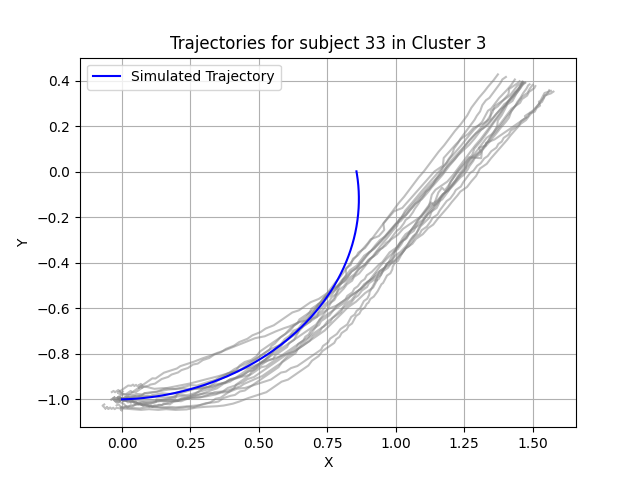 Trajectories for subject 33 in Cluster 3
Simulated Trajectory
Y
0.4
0.2
0.0
−0.2
−0.4
−0.6
−0.8
−1.0
0.00 0.25 0.50 0.75 1.00 1.25 1.50
X